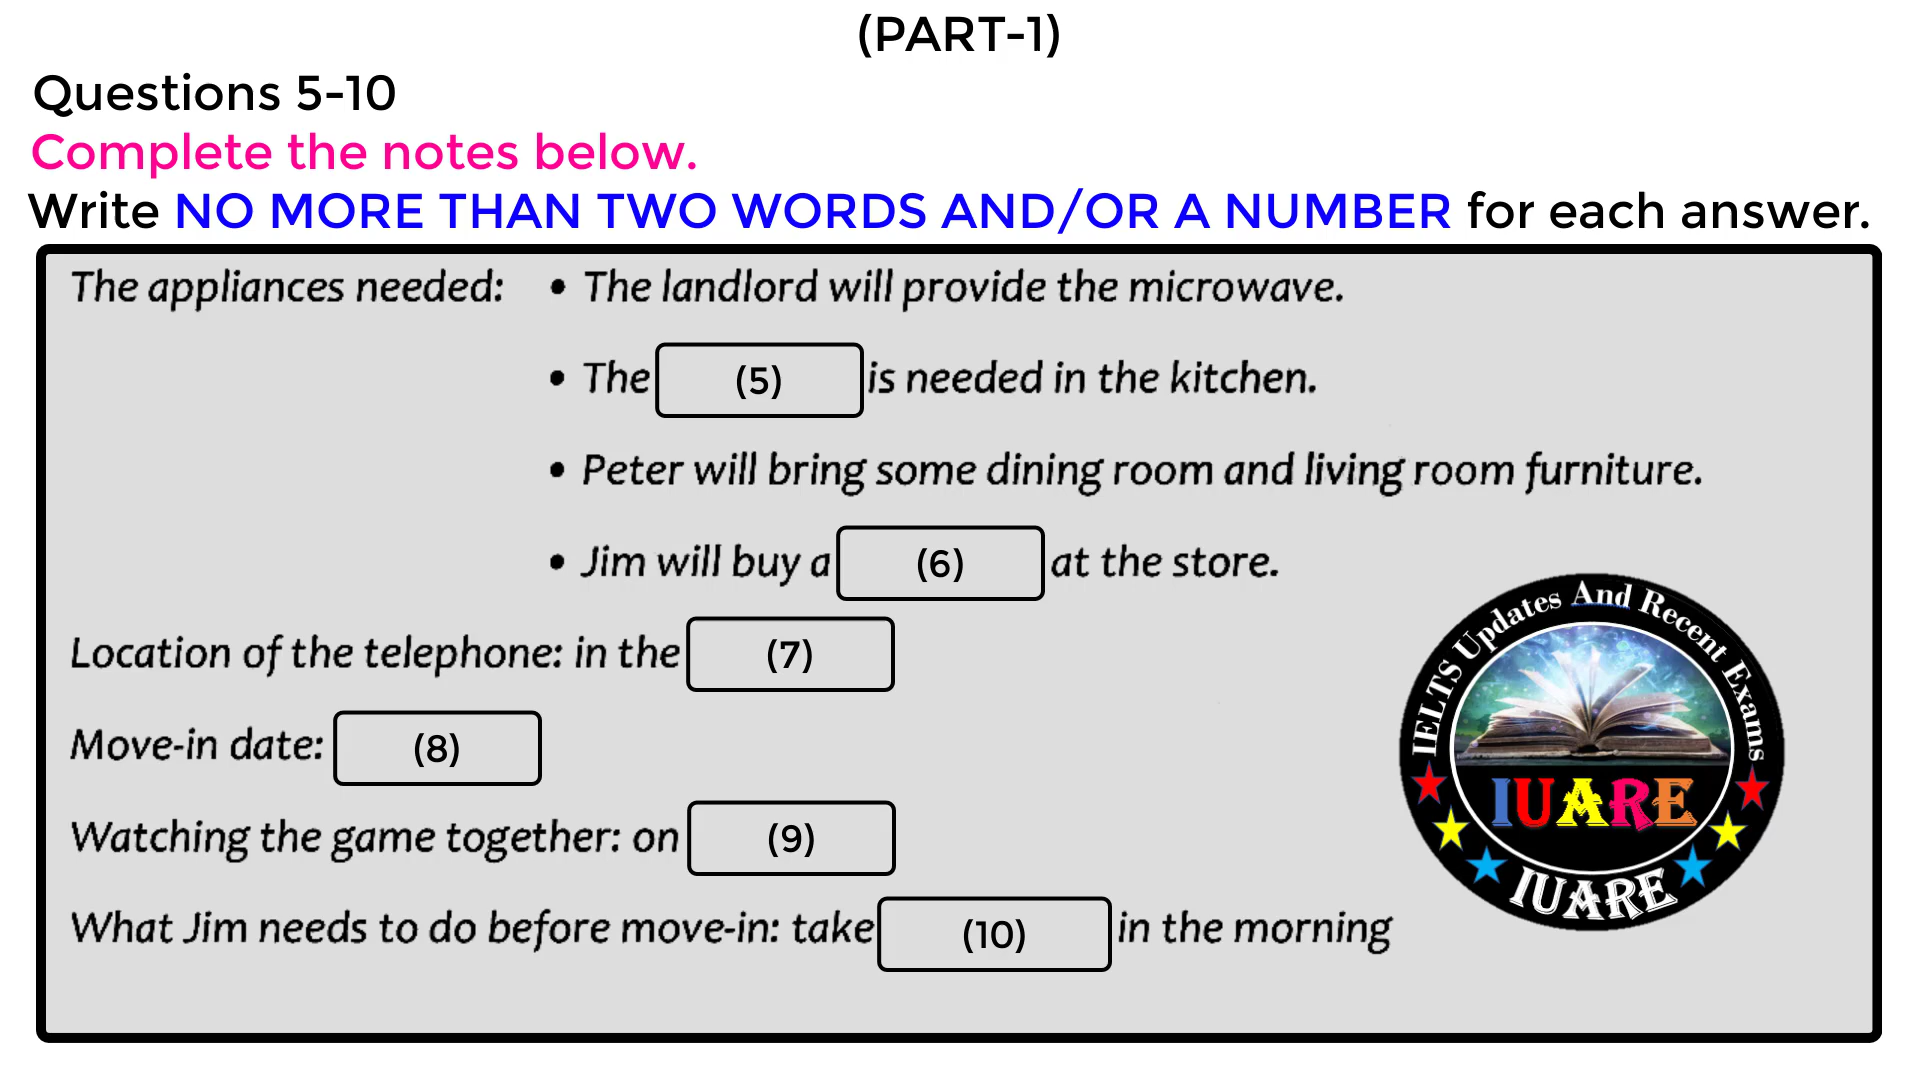 (PART-1)
Questions 5-10
Complete the notes below.
Write NO MORE THAN TWO WORDS AND/OR A NUMBER for each answer.
The appliances needed: • The landlord will provide the microwave.
• The (5) is needed in the kitchen.
• Peter will bring some dining room and living room furniture.
• Jim will buy a (6) at the store.
Location of the telephone: in the (7)
Move-in date: (8)
Watching the game together: on (9)
What Jim needs to do before move-in: take (10) in the morning
IELTS Updates And Recent Exams
IUARE
IUARE